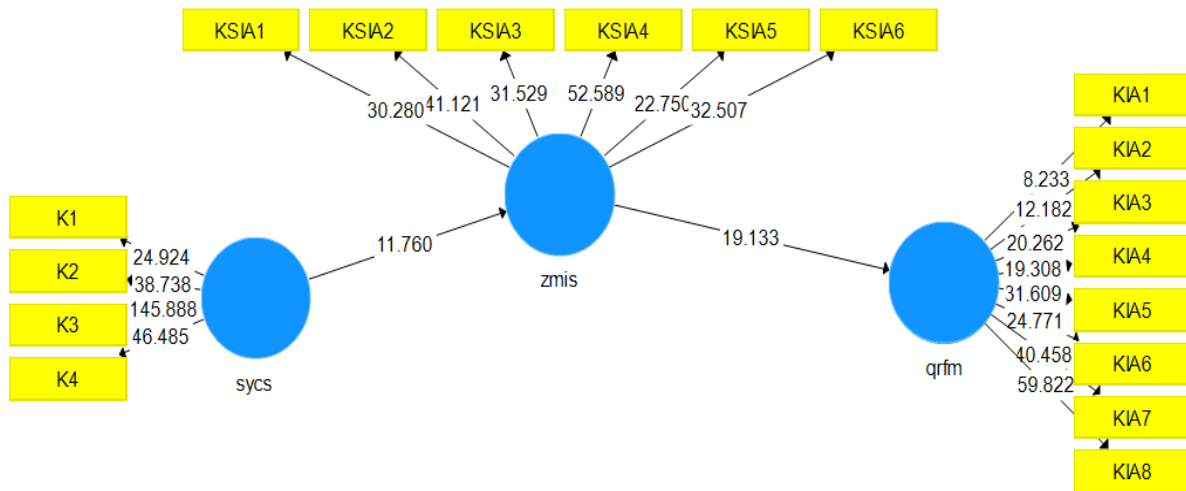 KSIA1
KSIA2
KSIA3
KSIA4
KSIA5
KSIA6
30.280
41.121
31.529
52.589
22.750
32.507
K1
K2
K3
K4
24.924
38.738
145.888
46.485
sycs
11.760
zmis
19.133
qrfm
8.233
12.182
20.262
19.308
31.609
24.771
40.458
59.822
KIA1
KIA2
KIA3
KIA4
KIA5
KIA6
KIA7
KIA8